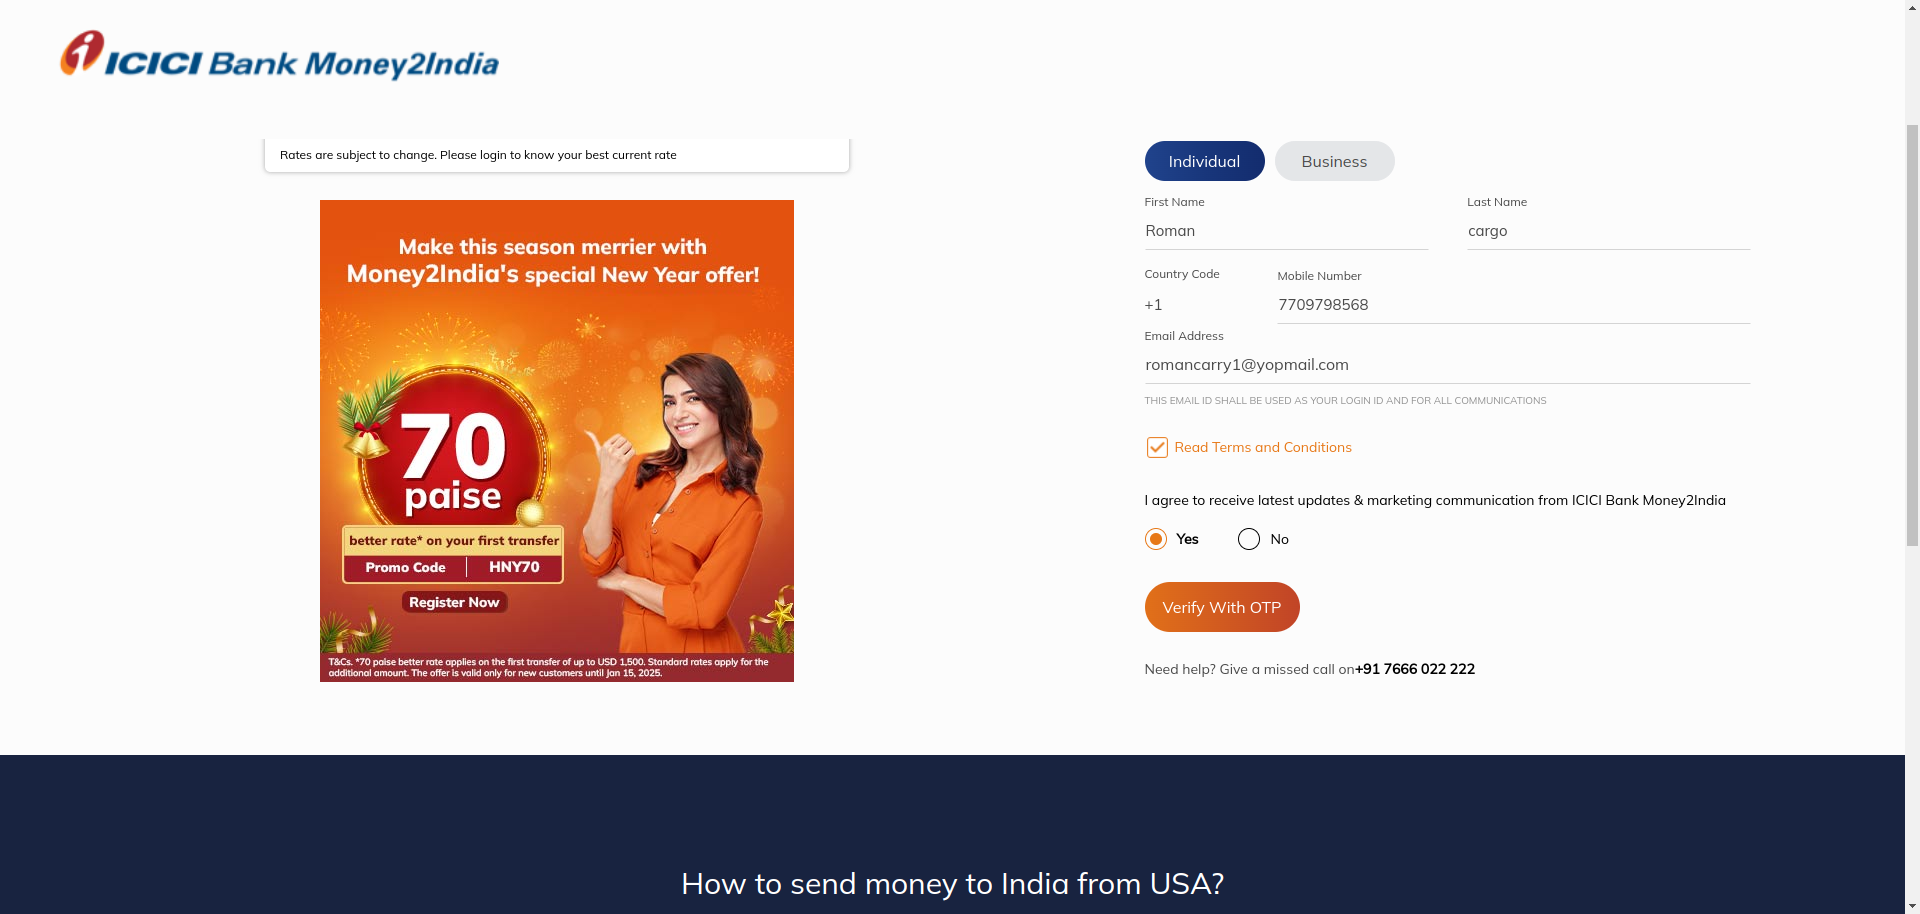 ICICI Bank Money2India
Rates are subject to change. Please login to know your best current rate
Make this season merrier with
Money2India's special New Year offer!
70
paise
better rate* on your first transfer
Promo Code | HNY70
Register Now
T&Cs. *70 paise better rate applies on the first transfer of up to USD 1,500. Standard rates apply for the
additional amount. The offer is valid only for new customers until Jan 15, 2025.
Individual Business
First Name Last Name
Roman cargo
Country Code Mobile Number
+1 7709798568
Email Address
romancarry1@yopmail.com
THIS EMAIL ID SHALL BE USED AS YOUR LOGIN ID AND FOR ALL COMMUNICATIONS
Read Terms and Conditions
I agree to receive latest updates & marketing communication from ICICI Bank Money2India
Yes No
Verify With OTP
Need help? Give a missed call on+91 7666 022 222
How to send money to India from USA?